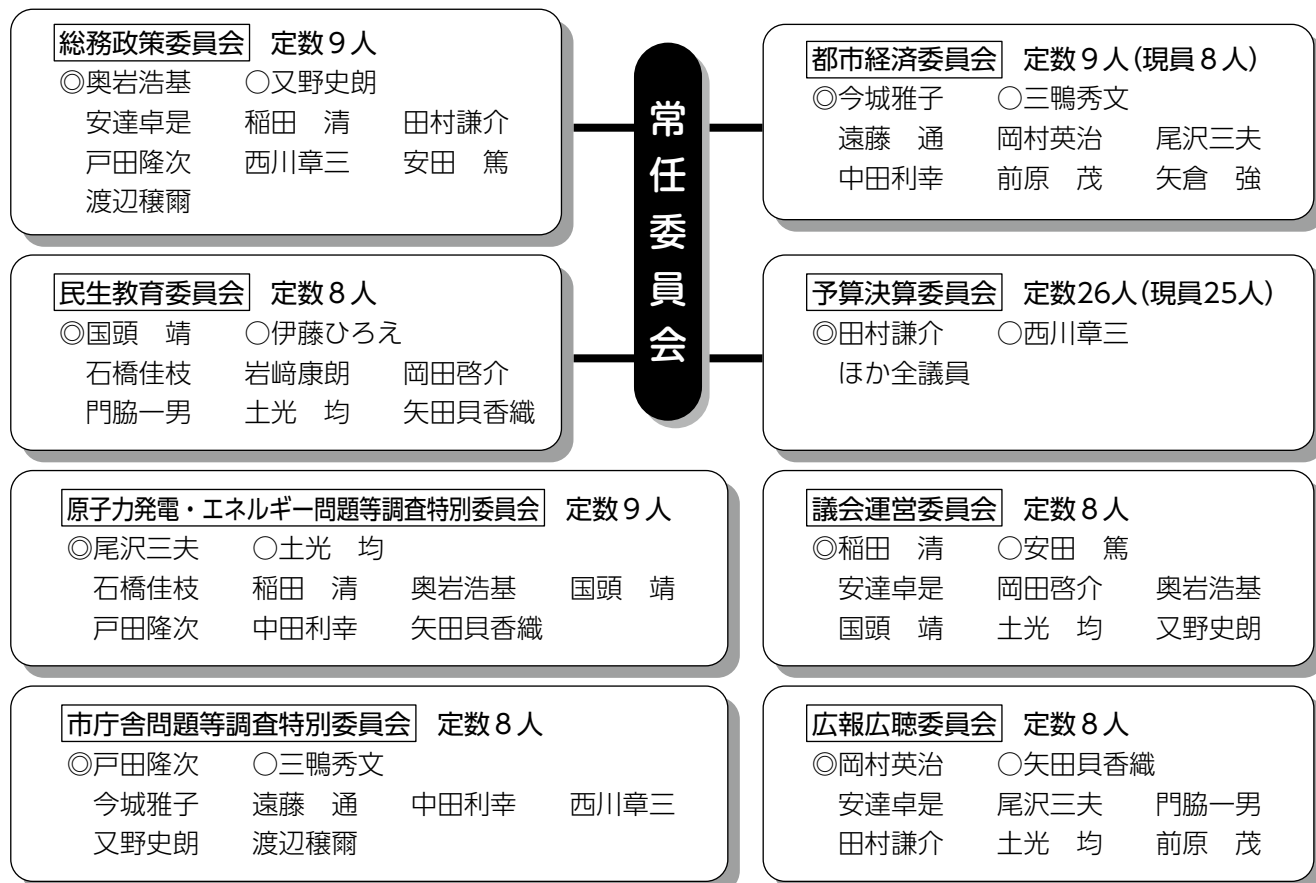 総務政策委員会　定数９人
◎奥岩浩基　○又野史朗
安達卓是　稲田　清　田村謙介
戸田隆次　西川章三　安田　篤
渡辺穣爾
常任委員会
都市経済委員会　定数９人(現員８人)
◎今城雅子　○三鴨秀文
遠藤　通　岡村英治　尾沢三夫
中田利幸　前原　茂　矢倉　強
民生教育委員会　定数８人
◎国頭　靖　○伊藤ひろえ
石橋佳枝　岩﨑康朗　岡田啓介
門脇一男　土光　均　矢田貝香織
予算決算委員会　定数26人(現員25人)
◎田村謙介　○西川章三
ほか全議員
原子力発電・エネルギー問題等調査特別委員会　定数９人
◎尾沢三夫　○土光　均
石橋佳枝　稲田　清　奥岩浩基　国頭　靖
戸田隆次　中田利幸　矢田貝香織
議会運営委員会　定数８人
◎稲田　清　○安田　篤
安達卓是　岡田啓介　奥岩浩基
国頭　靖　土光　均　又野史朗
市庁舎問題等調査特別委員会　定数８人
◎戸田隆次　○三鴨秀文
今城雅子　遠藤　通　中田利幸　西川章三
又野史朗　渡辺穣爾
広報広聴委員会　定数８人
◎岡村英治　○矢田貝香織
安達卓是　尾沢三夫　門脇一男
田村謙介　土光　均　前原　茂